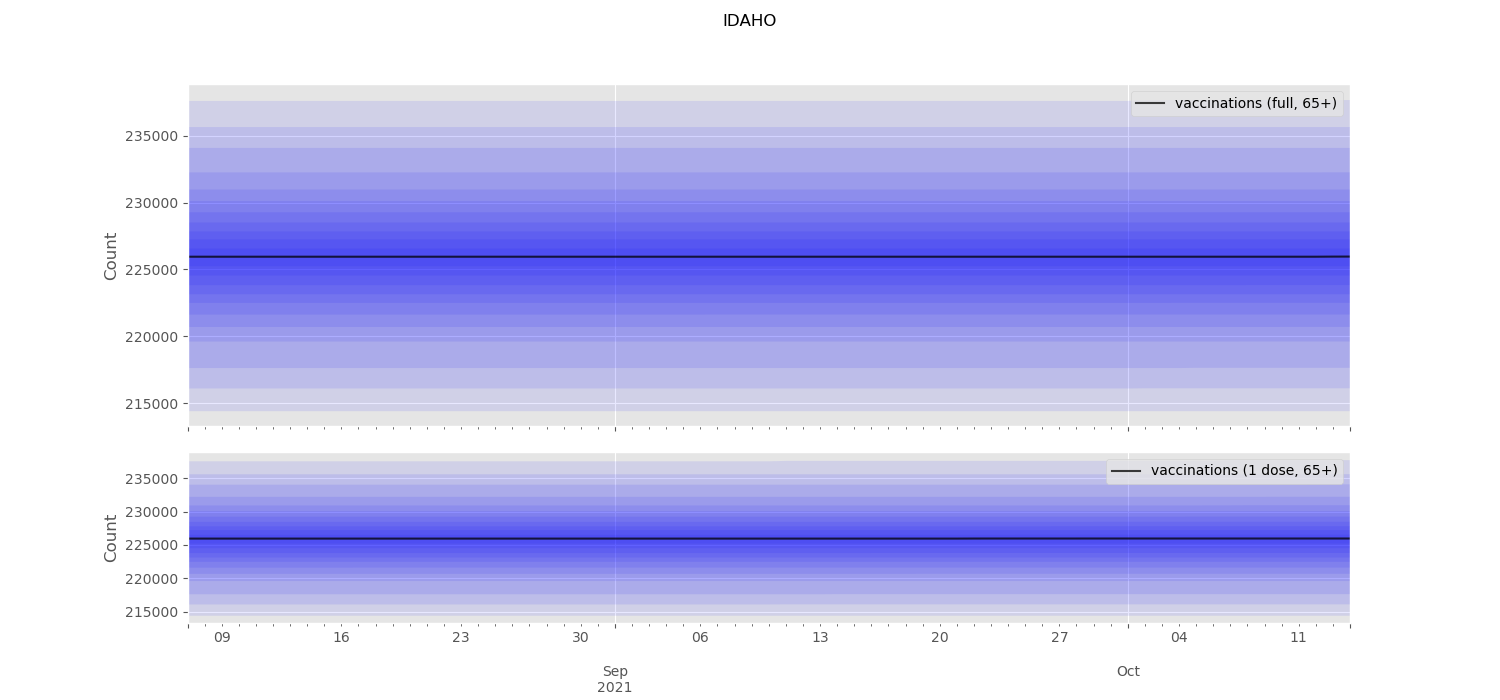 IDAHO
vaccinations (full, 65+)
235000
230000
225000
220000
215000
Count
vaccinations (1 dose, 65+)
235000
230000
225000
220000
215000
Count
09 16 23 30 06 13 20 27 04 11
Sep Oct
2021